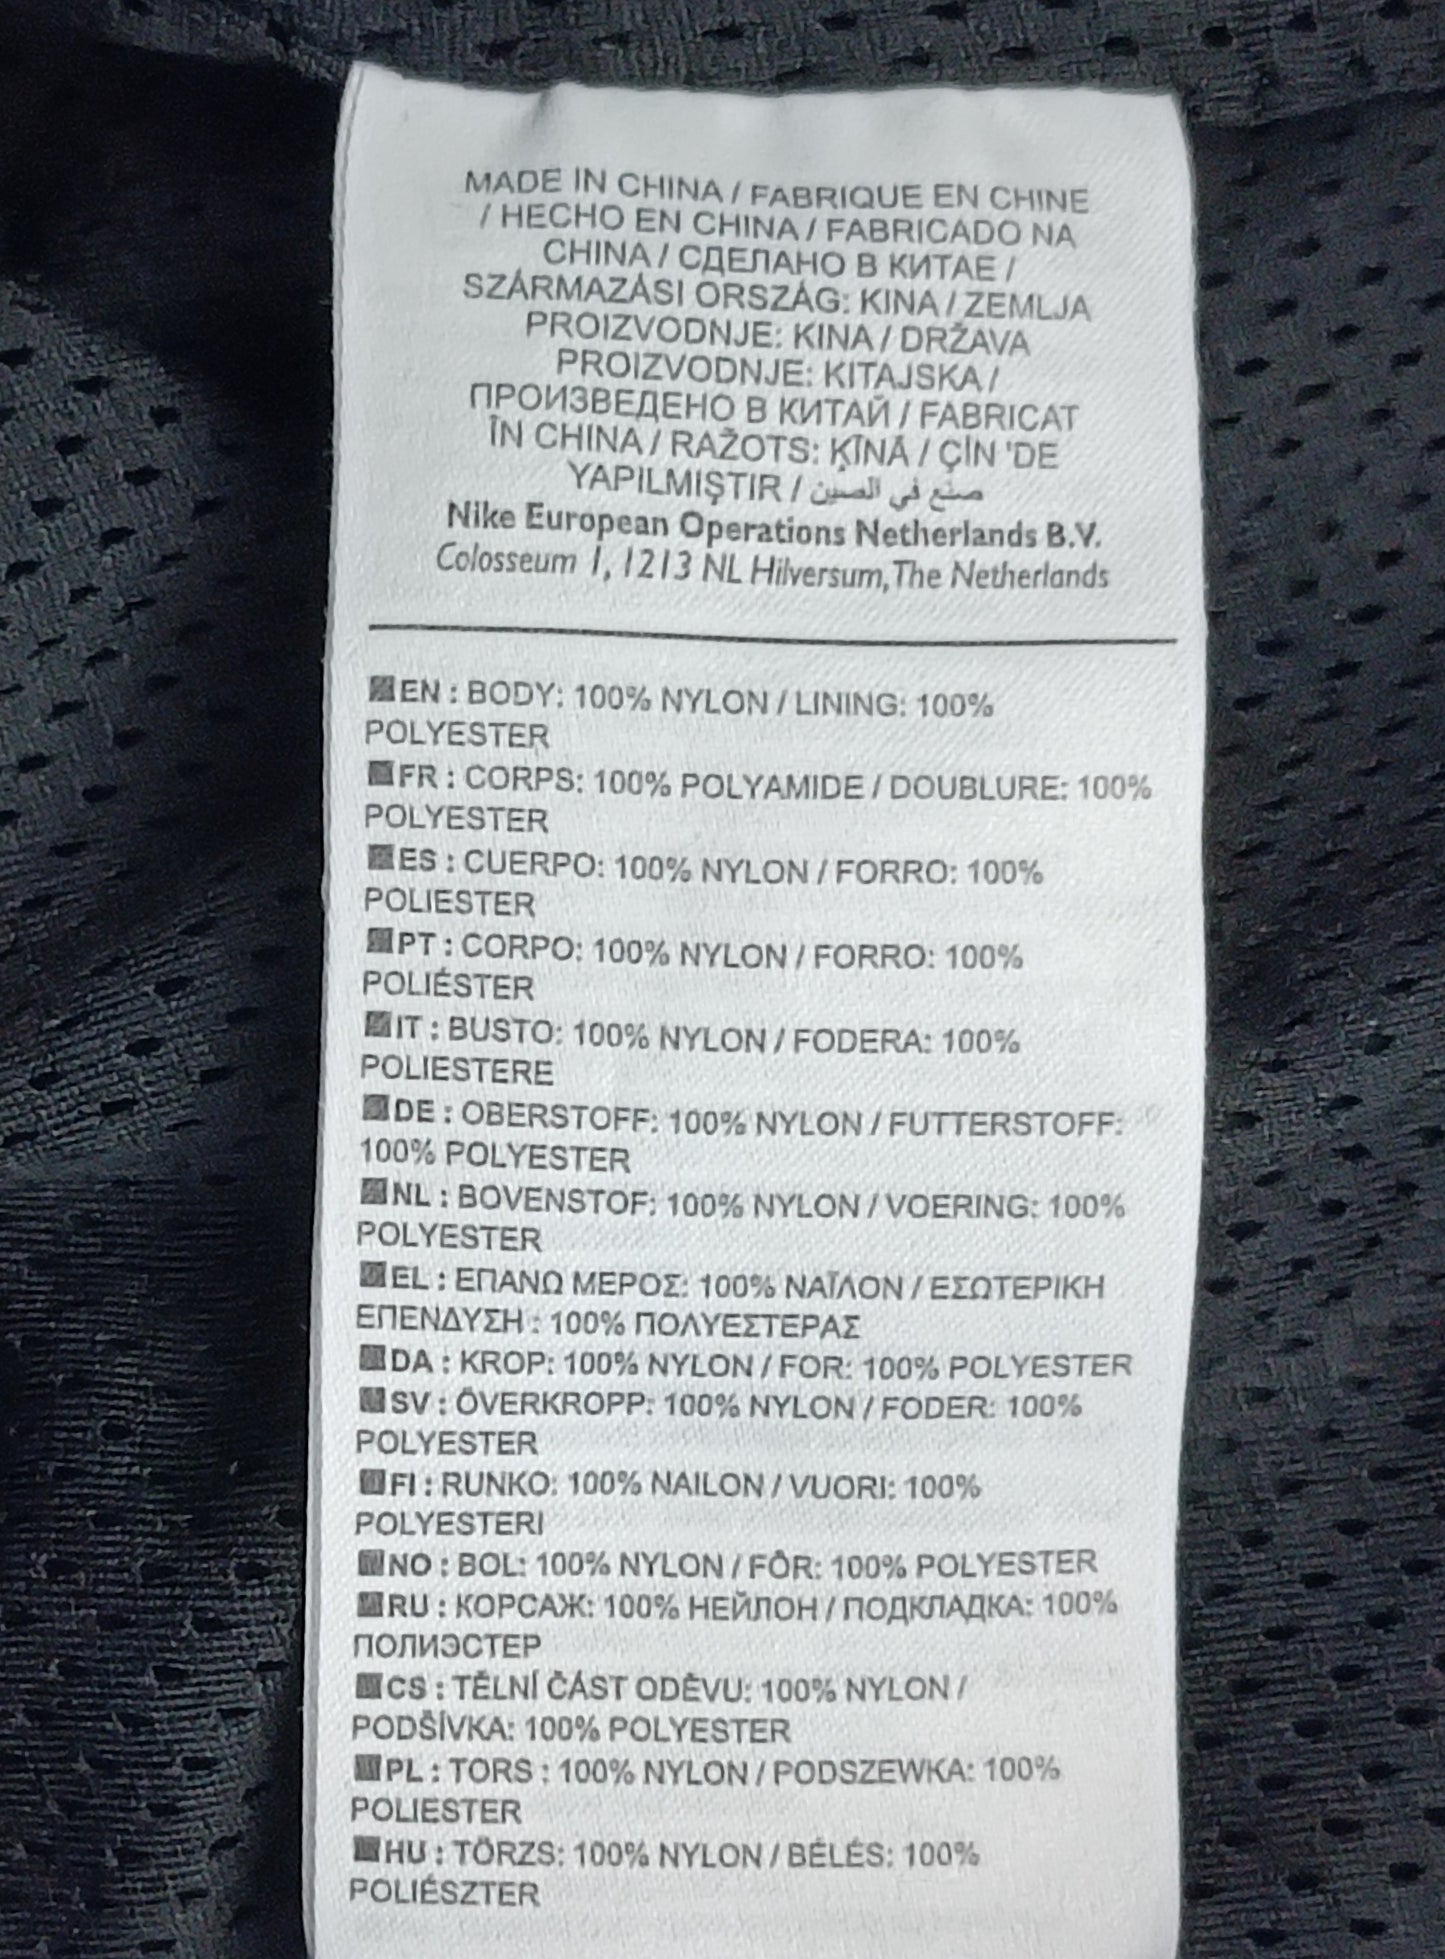 MADE IN CHINA / FABRIQUE EN CHINE
/ HECHO EN CHINA / FABRICADO NA
CHINA / СДЕЛАНО В КИТАЕ /
SZÁRMAZÁSI ORSZÁG: KINA / ZEMLJA
PROIZVODNJE: KINA / DRŽAVA
PROIZVODNJE: KITAJSKA /
ПРОИЗВЕДЕНО В КИТАЙ / FABRICAT
ÎN CHINA / RAŽOTS: ĶĪNĀ / ÇİN 'DE
YAPILMIŞTIR / صنع في الصين
Nike European Operations Netherlands B.V.
Colosseum 1, 1213 NL Hilversum, The Netherlands
EN : BODY: 100% NYLON / LINING: 100%
POLYESTER
FR : CORPS: 100% POLYAMIDE / DOUBLURE: 100%
POLYESTER
ES : CUERPO: 100% NYLON / FORRO: 100%
POLIESTER
PT : CORPO: 100% NYLON / FORRO: 100%
POLIÉSTER
IT : BUSTO: 100% NYLON / FODERA: 100%
POLIESTERE
DE : OBERSTOFF: 100% NYLON / FUTTERSTOFF:
100% POLYESTER
NL : BOVENSTOF: 100% NYLON / VOERING: 100%
POLYESTER
EL : ΕΠΑΝΩ ΜΕΡΟΣ: 100% ΝΑΪΛΟΝ / ΕΣΩΤΕΡΙΚΗ
ΕΠΕΝΔΥΣΗ : 100% ΠΟΛΥΕΣΤΕΡΑΣ
DA : KROP: 100% NYLON / FOR: 100% POLYESTER
SV : ÖVERKROPP: 100% NYLON / FODER: 100%
POLYESTER
FI : RUNKO: 100% NAILON / VUORI: 100%
POLYESTERI
NO : BOL: 100% NYLON / FÔR: 100% POLYESTER
RU : КОРСАЖ: 100% НЕЙЛОН / ПОДКЛАДКА: 100%
ПОЛИЭСТЕР
CS : TĚLNÍ ČÁST ODĚVU: 100% NYLON /
PODŠÍVKA: 100% POLYESTER
PL : TORS : 100% NYLON / PODSZEWKA: 100%
POLIESTER
HU : TÖRZS: 100% NYLON / BÉLÉS: 100%
POLIÉSZTER